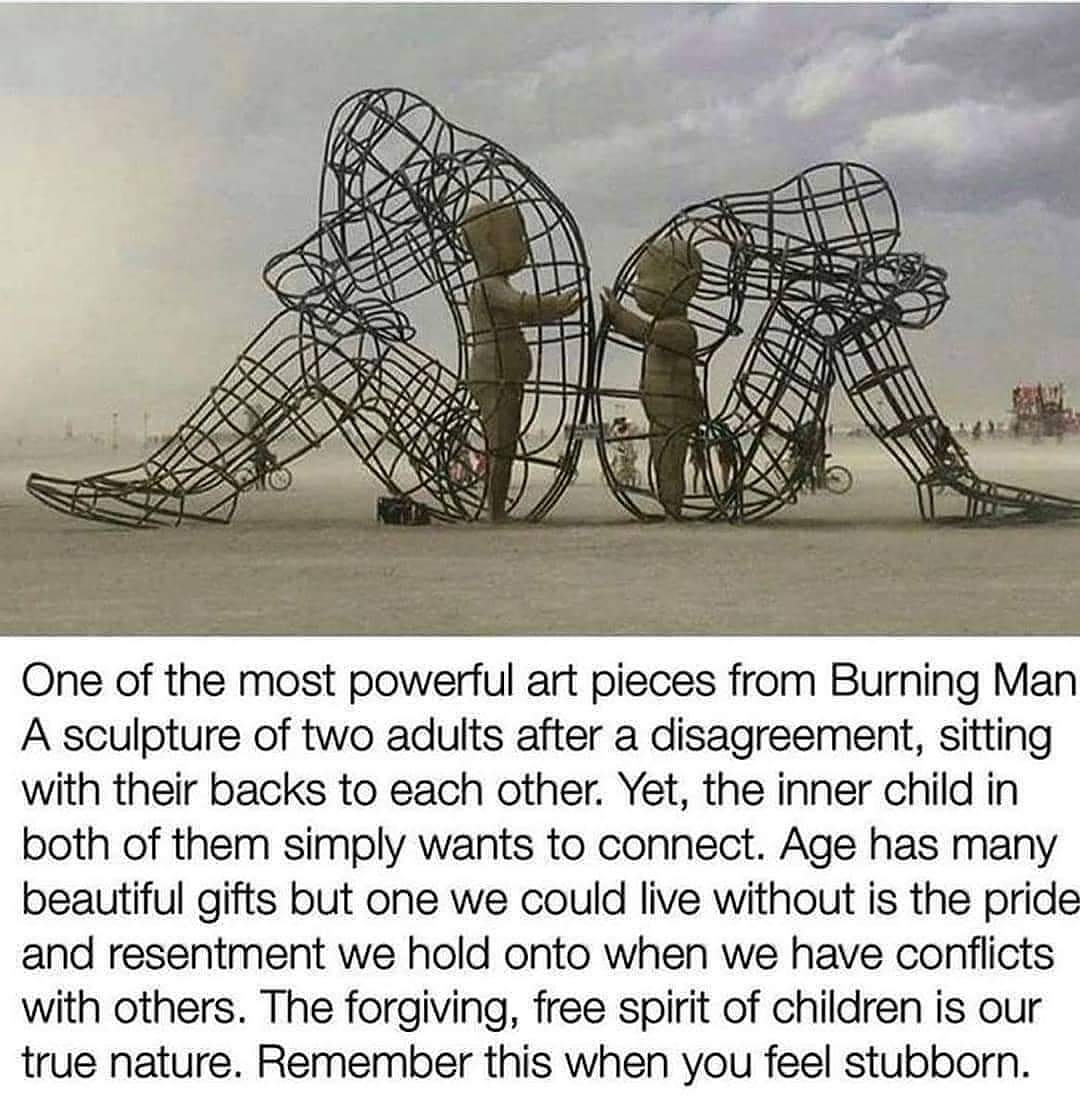 One of the most powerful art pieces from Burning Man
A sculpture of two adults after a disagreement, sitting
with their backs to each other. Yet, the inner child in
both of them simply wants to connect. Age has many
beautiful gifts but one we could live without is the pride
and resentment we hold onto when we have conflicts
with others. The forgiving, free spirit of children is our
true nature. Remember this when you feel stubborn.